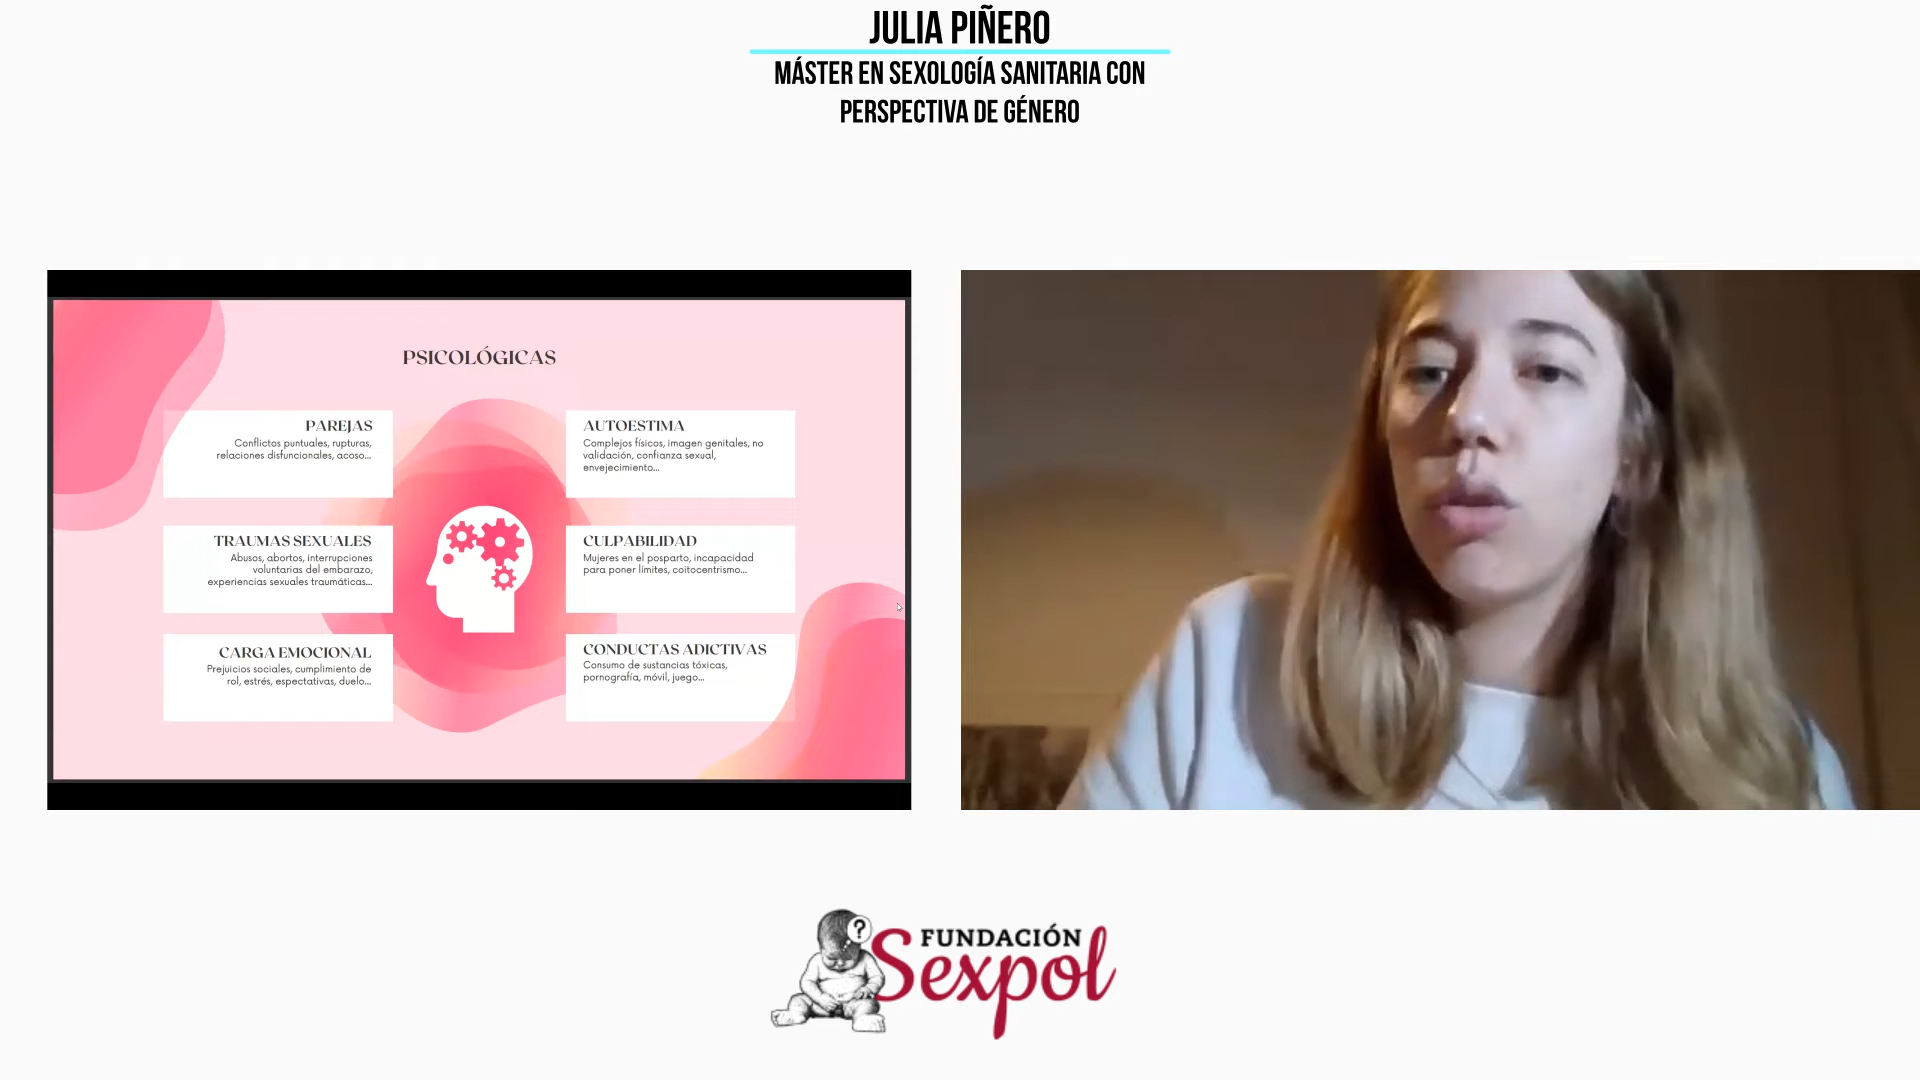 JULIA PIÑERO
MÁSTER EN SEXOLOGÍA SANITARIA CON
PERSPECTIVA DE GÉNERO
PSICOLÓGICAS
PAREJAS
Conflictos puntuales, rupturas,
relaciones disfuncionales, acoso...
AUTOESTIMA
Complejos físicos, imagen genitales, no
validación, confianza sexual,
envejecimiento...
TRAUMAS SEXUALES
Abusos, abortos, interrupciones
voluntarias del embarazo,
experiencias sexuales traumáticas...
CULPABILIDAD
Mujeres en el posparto, incapacidad
para poner límites, coitocentrismo...
CARGA EMOCIONAL
Prejuicios sociales, cumplimiento de
rol, estrés, espectativas, duelo...
CONDUCTAS ADICTIVAS
Consumo de sustancias tóxicas,
pornografía, móvil, juego...
?
FUNDACIÓN
Sexpol